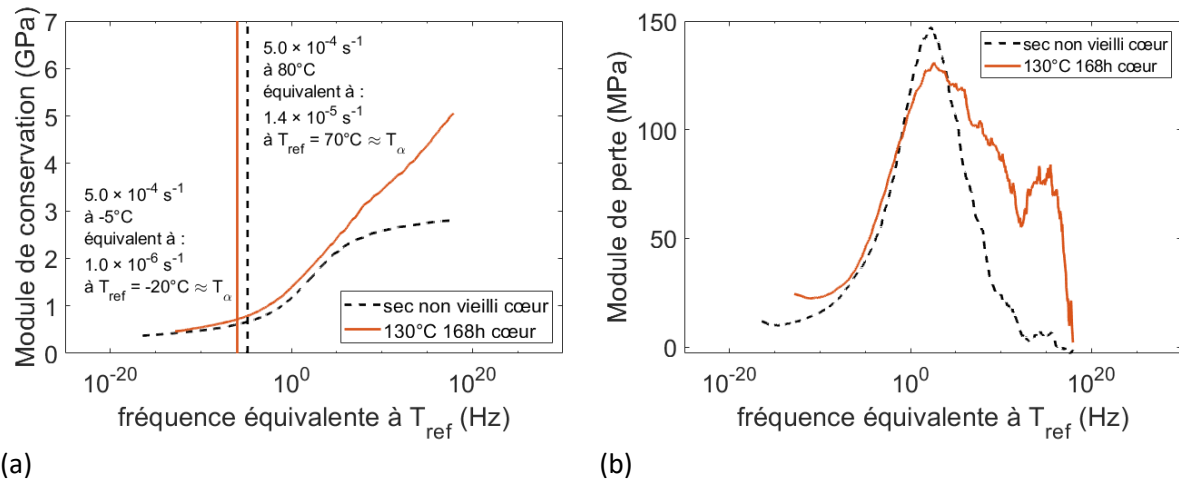 7
6
5
4
3
2
1
0
Module de conservation (GPa)
5.0 × 10⁻⁴ s⁻¹
à 80°C
équivalent à :
1.4 × 10⁻⁵ s⁻¹
à T_ref = 70°C ≈ T_α
5.0 × 10⁻⁴ s⁻¹
à -5°C
équivalent à :
1.0 × 10⁻⁶ s⁻¹
à T_ref = -20°C ≈ T_α
sec non vieilli cœur
130°C 168h cœur
10⁻²⁰
10⁰
10²⁰
fréquence équivalente à T_ref (Hz)
(a)
150
100
50
0
Module de perte (MPa)
sec non vieilli cœur
130°C 168h cœur
10⁻²⁰
10⁰
10²⁰
fréquence équivalente à T_ref (Hz)
(b)